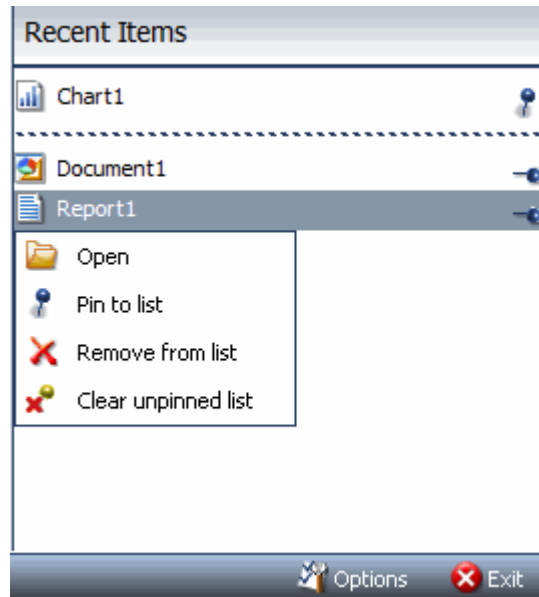 Recent Items
Chart1
Document1
Report1
Open
Pin to list
Remove from list
Clear unpinned list
Options Exit